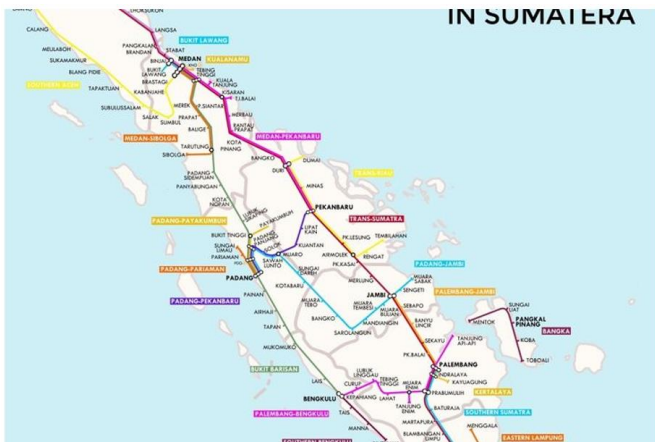 IN SUMATERA
LHOKSUKON
LANGSA
CALANG
PANGKALAN
BRANDAN
STABAT
BUKIT LAWANG
MEULABOH
BINJAI
MEDAN
KUALANAMU
SUKAMAKMUR
BUKIT
LAWANG
TEBING
TINGGI
BLANG PIDIE
BRASTAGI
KUALA
TANJUNG
SOUTHERN ACEH
TAPAKTUAN
KABANJAHE
KISARAN
T.BALAI
SUBULUSSALAM
MEREK
P.SIANTAR
MERBAU
SALAK
SUMBUL
PRAPAT
RANTAU
PRAPAT
BALIGE
MEDAN-SIBOLGA
MEDAN-PEKANBARU
TARUTUNG
KOTA
PINANG
SIBOLGA
BANGKO
DUMAI
DURI
TRANS-RIAU
PADANG
SIDEMPUAN
PANYABUNGAN
MINAS
KOTA
NOPAN
PEKANBARU
LUBUK
SIKAPING
PADANG-PAYAKUMBUH
PAYAKUMBUH
TRANS-SUMATRA
LIPAT
KAIN
BUKIT TINGGI
PADANG
PANJANG
PK.LESUNG
TEMBILAHAN
SUNGAI
LIMAU
SOLOK
KUANTAN
PARIAMAN
SAWAH
LUNTO
MUARO
AIRMOLEK
RENGAT
PADANG-PARIAMAN
PK.KASAI
PADANG-JAMBI
PADANG
SUNGAI
DAREH
MERLUNG
MUARA
SABAK
KOTABARU
SENGETI
PALEMBANG-JAMBI
PADANG-PEKANBARU
PAINAN
MUARA
TEBO
JAMBI
MUARA
TEMBESI
MUARA
BULIAN
SEBAPO
SUNGAI
LIAT
AIRHAJI
BANGKO
MANDIANGIN
BANYU
LINCIR
MENTOK
PANGKAL
PINANG
TAPAN
SAROLANGUN
BANGKA
SEKAYU
TANJUNG
API-API
KOBA
MUKOMUKO
PK.BALAI
TOBOALI
BUKIT BARISAN
LUBUK
LINGGAU
PALEMBANG
INDRALAYA
LAIS
CURUP
TEBING
TINGGI
MUARA
ENIM
KAYUAGUNG
BENGKULU
KEPAHIANG
LAHAT
PRABUMULIH
KERTALAYA
TAIS
TANJUNG
ENIM
BATURAJA
SOUTHERN SUMATRA
PALEMBANG-BENGKULU
MANNA
MARTAPURA
MENGGALA
EASTERN LAMPUNG